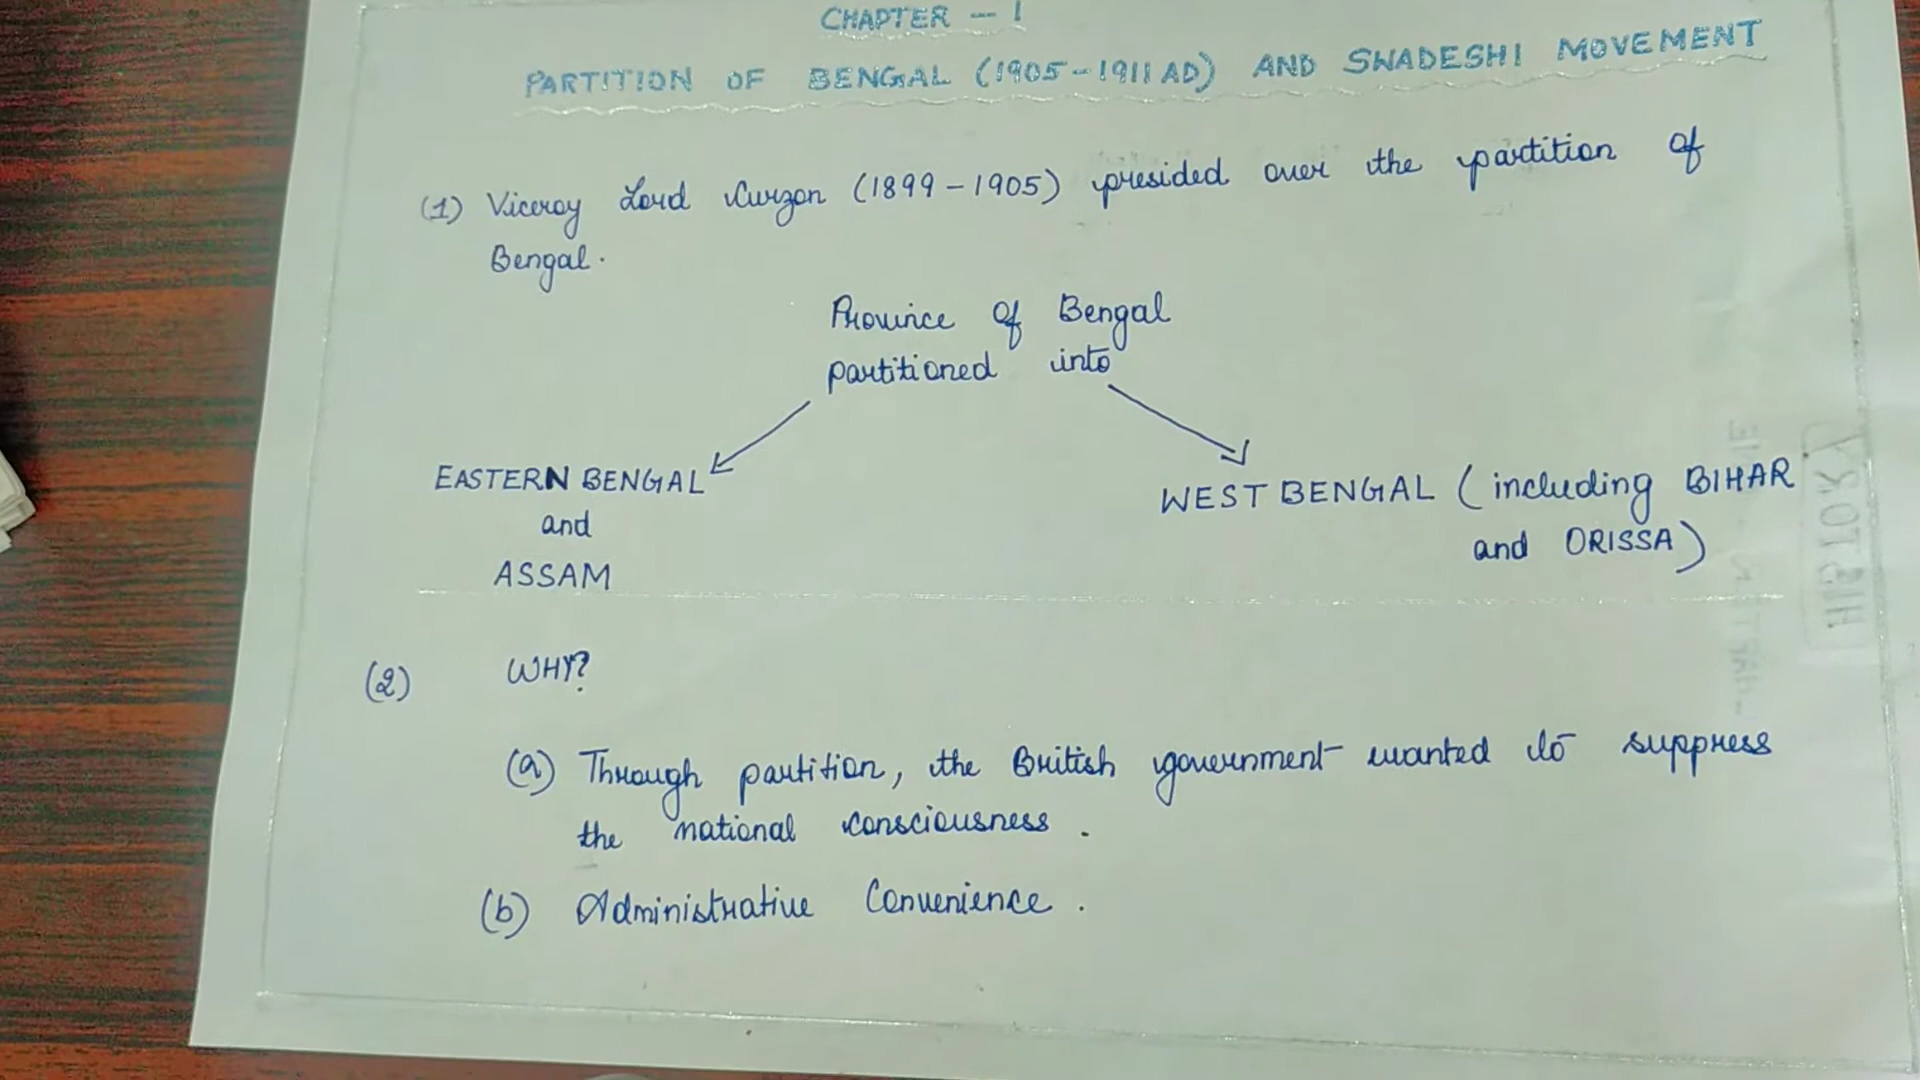 CHAPTER - 1
PARTITION OF BENGAL (1905-1911 AD) AND SWADESHI MOVEMENT
(1) Viceroy Lord Curzon (1899-1905) presided over the partition of
Bengal.
Province of Bengal
partitioned into
EASTERN BENGAL
and
ASSAM
WEST BENGAL (including BIHAR
and ORISSA)
(2) WHY?
(a) Through partition, the British government wanted to suppress
the national consciousness.
(b) Administrative Convenience.
HISTORY